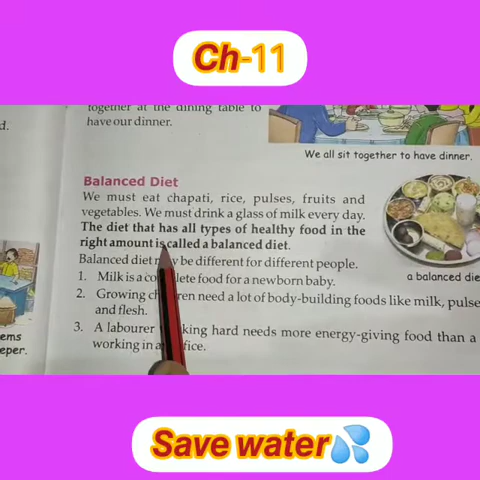 Ch-11
together at the dining table to
have our dinner.
d.
We all sit together to have dinner.
Balanced Diet
We must eat chapati, rice, pulses, fruits and
vegetables. We must drink a glass of milk every day.
The diet that has all types of healthy food in the
right amount is called a balanced diet.
Balanced diet may be different for different people.
a balanced die
1. Milk is a complete food for a newborn baby.
2. Growing children need a lot of body-building foods like milk, pulse
and flesh.
3. A labourer working hard needs more energy-giving food than a
working in an office.
ems
eper.
Save water